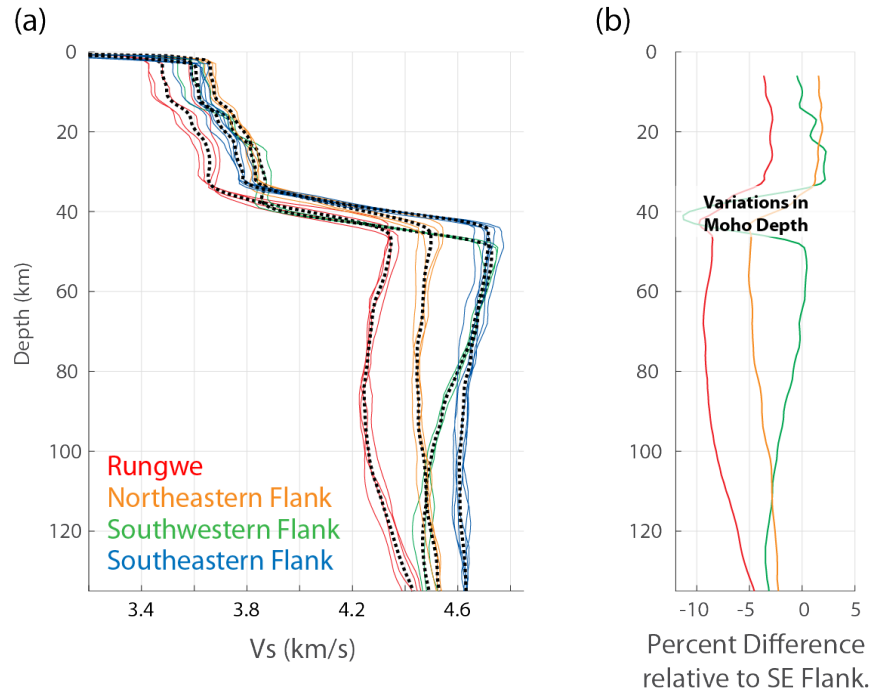 (a)
(b)
0
20
40
60
80
100
120
Depth (km)
3.4
3.8
4.2
4.6
Vs (km/s)
Rungwe
Northeastern Flank
Southwestern Flank
Southeastern Flank
0
20
40
60
80
100
120
Variations in
Moho Depth
-10
-5
0
5
Percent Difference
relative to SE Flank.